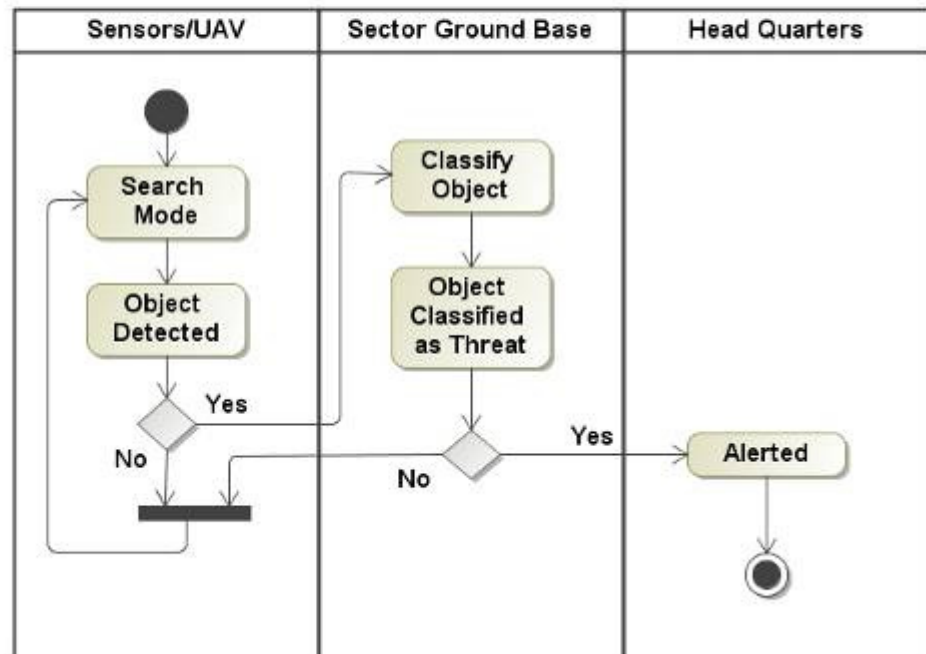 Sensors/UAV
Sector Ground Base
Head Quarters
Search
Mode
Object
Detected
Yes
No
Classify
Object
Object
Classified
as Threat
Yes
No
Alerted